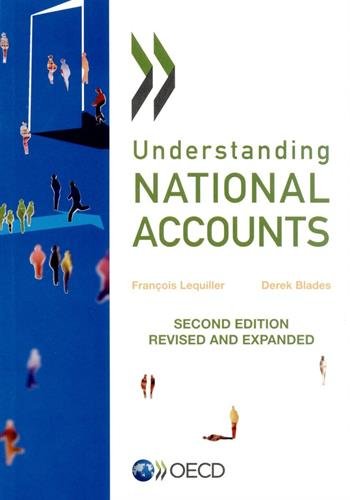 Understanding
NATIONAL
ACCOUNTS
François Lequiller Derek Blades
SECOND EDITION
REVISED AND EXPANDED
OECD